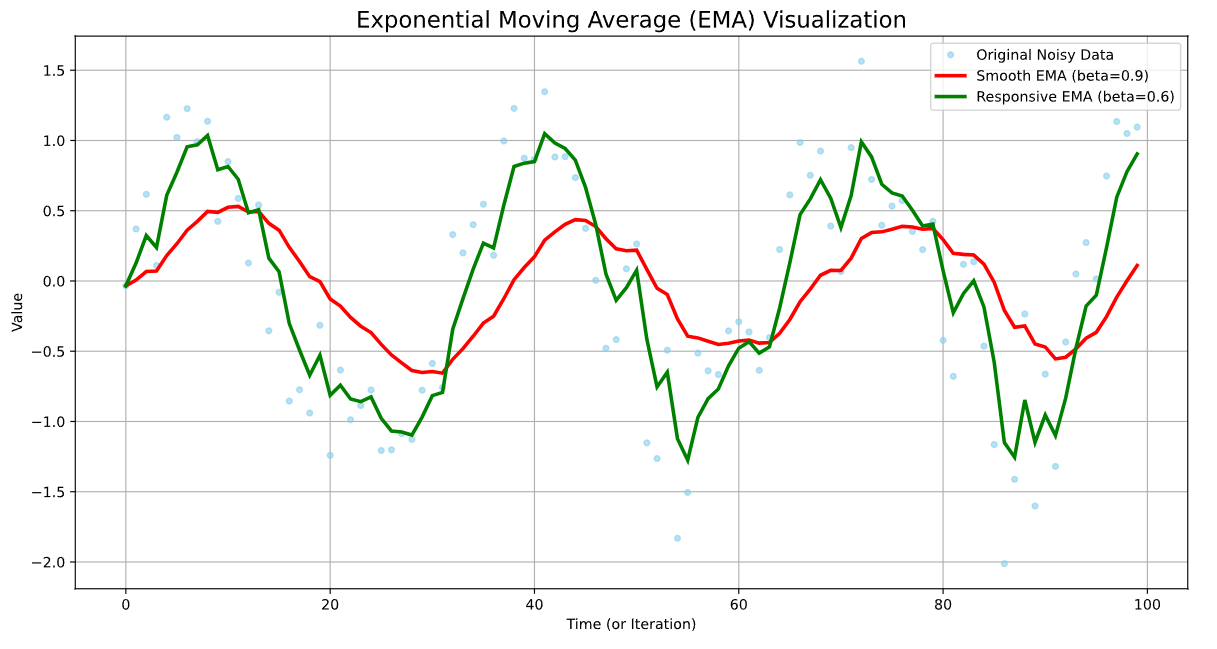 Exponential Moving Average (EMA) Visualization
Original Noisy Data
Smooth EMA (beta=0.9)
Responsive EMA (beta=0.6)
1.5
1.0
0.5
0.0
−0.5
−1.0
−1.5
−2.0
Value
0 20 40 60 80 100
Time (or Iteration)